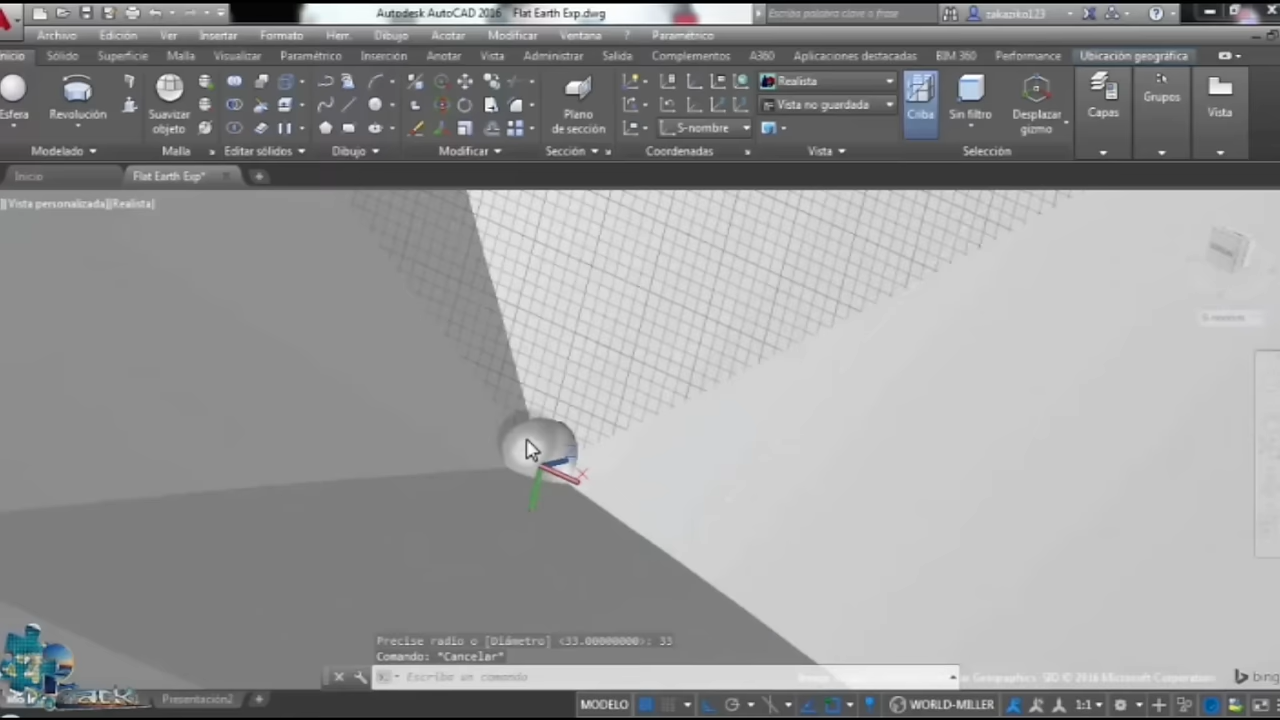 Autodesk AutoCAD 2016 Flat Earth Exp.dwg
Escriba palabra clave o frase
zakaziko123
Archivo Edición Ver Insertar Formato Herr. Dibujo Acotar Modificar Ventana ? Paramétrico
Inicio Sólido Superficie Malla Visualizar Paramétrico Inserción Anotar Vista Administrar Salida Complementos A360 Aplicaciones destacadas BIM 360 Performance Ubicación geográfica
Esfera Revolución
Suavizar objeto
Plano de sección
Realista
Vista no guardada
S-nombre
Criba Sin filtro
Desplazar gizmo
Capas Grupos Vista
Modelado Malla Editar sólidos Dibujo Modificar Sección Coordenadas Vista Selección
Inicio Flat Earth Exp*
][Vista personalizada][Realista]
Precise radio o [Diámetro] <33.00000000>: 33
Comando: *Cancelar*
Escriba un comando
2016 Microsoft Corporation
bing
Presentación2
MODELO
WORLD-MILLER
1:1